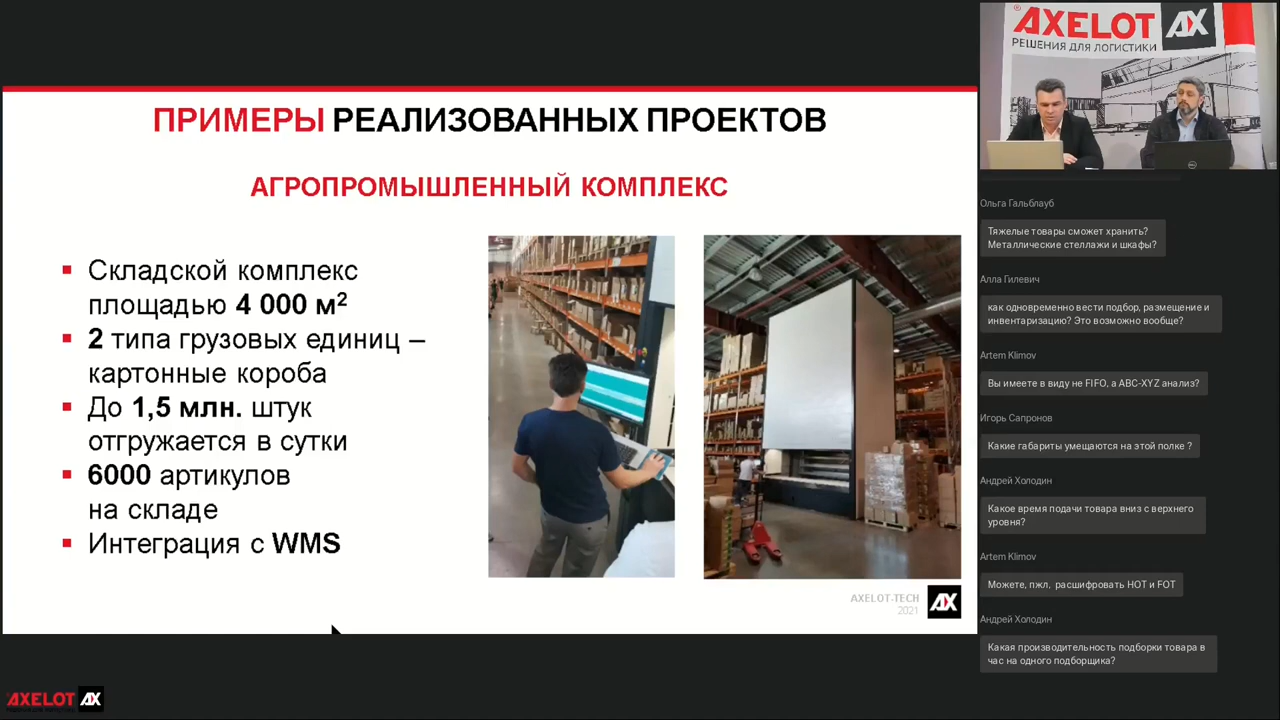 ПРИМЕРЫ РЕАЛИЗОВАННЫХ ПРОЕКТОВ
АГРОПРОМЫШЛЕННЫЙ КОМПЛЕКС
Складской комплекс
площадью 4 000 м²
2 типа грузовых единиц –
картонные короба
До 1,5 млн. штук
отгружается в сутки
6000 артикулов
на складе
Интеграция с WMS
AXELOT-TECH
2021
AX
AXELOT AX
AXELOT AX
РЕШЕНИЯ ДЛЯ ЛОГИСТИКИ
Ольга Гальблауб
Тяжелые товары сможет хранить?
Металлические стеллажи и шкафы?
Алла Гилевич
как одновременно вести подбор, размещение и
инвентаризацию? Это возможно вообще?
Artem Klimov
Вы имеете в виду не FIFO, а ABC-XYZ анализ?
Игорь Сапронов
Какие габариты умещаются на этой полке ?
Андрей Холодин
Какое время подачи товара вниз с верхнего
уровня?
Artem Klimov
Можете, пжл, расшифровать HOT и FOT
Андрей Холодин
Какая производительность подборки товара в
час на одного подборщика?